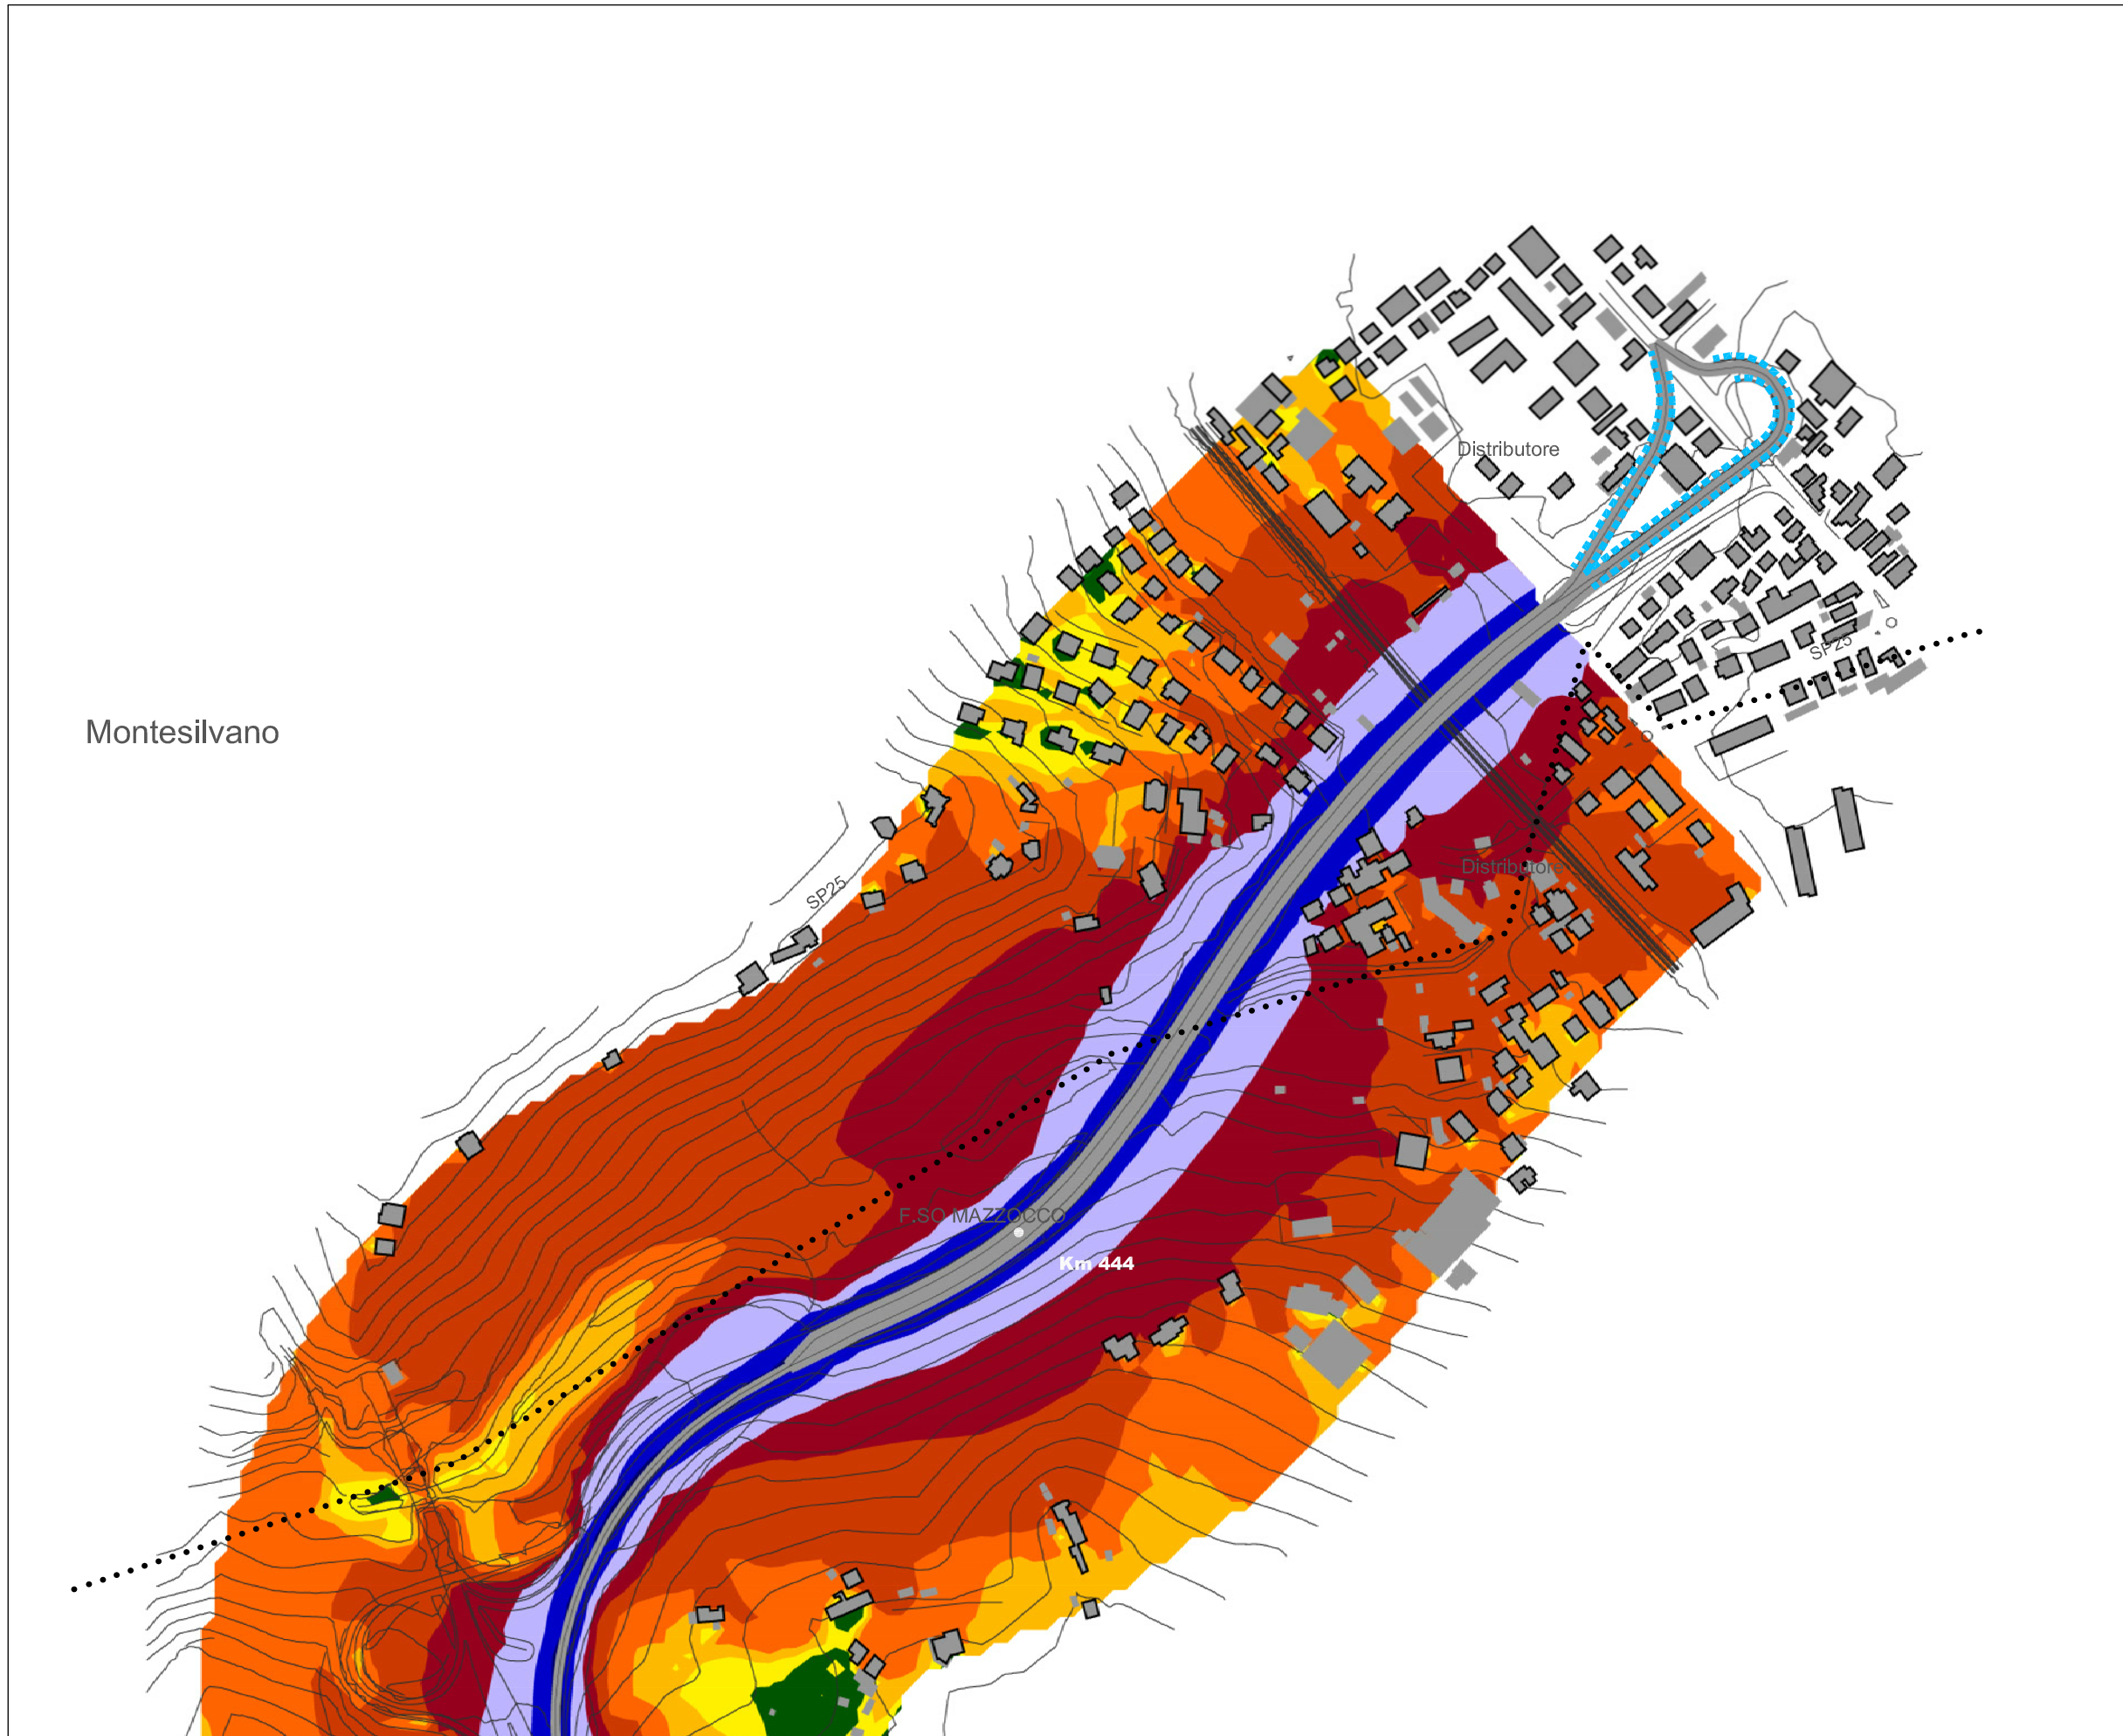 Distributore
SP25
Montesilvano
Distributore
SP25
F.SO MAZZOCCO
Km 444